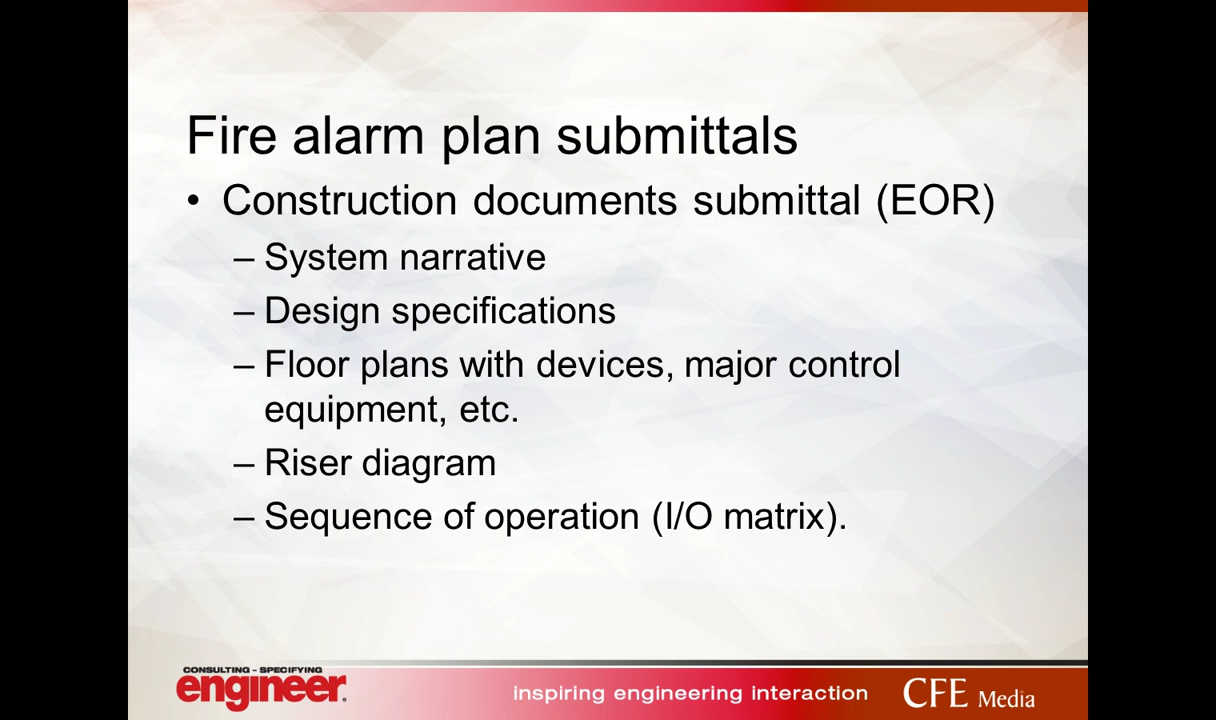 Fire alarm plan submittals
• Construction documents submittal (EOR)
– System narrative
– Design specifications
– Floor plans with devices, major control
equipment, etc.
– Riser diagram
– Sequence of operation (I/O matrix).
CONSULTING - SPECIFYING
engineer.
inspiring engineering interaction
CFE Media